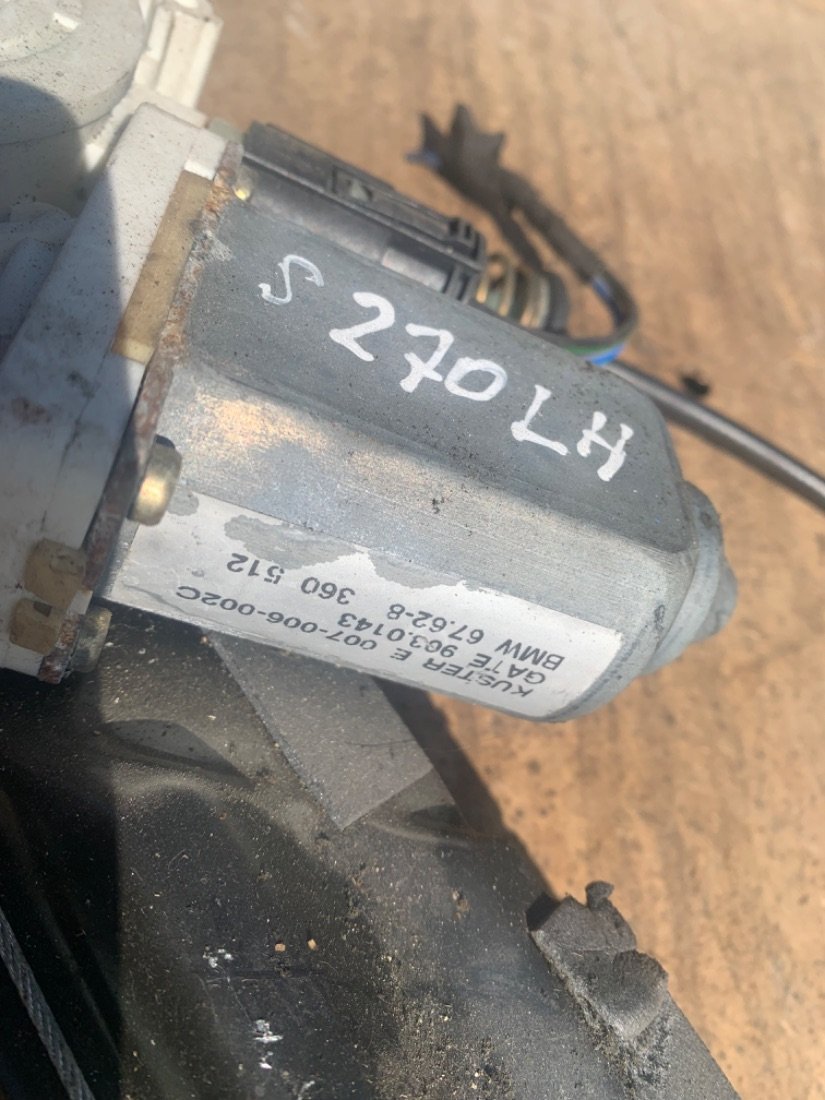 S 270 LH
KUSTER E 007-006-002C
GATE 963.0143
BMW 67.62-8 360 512